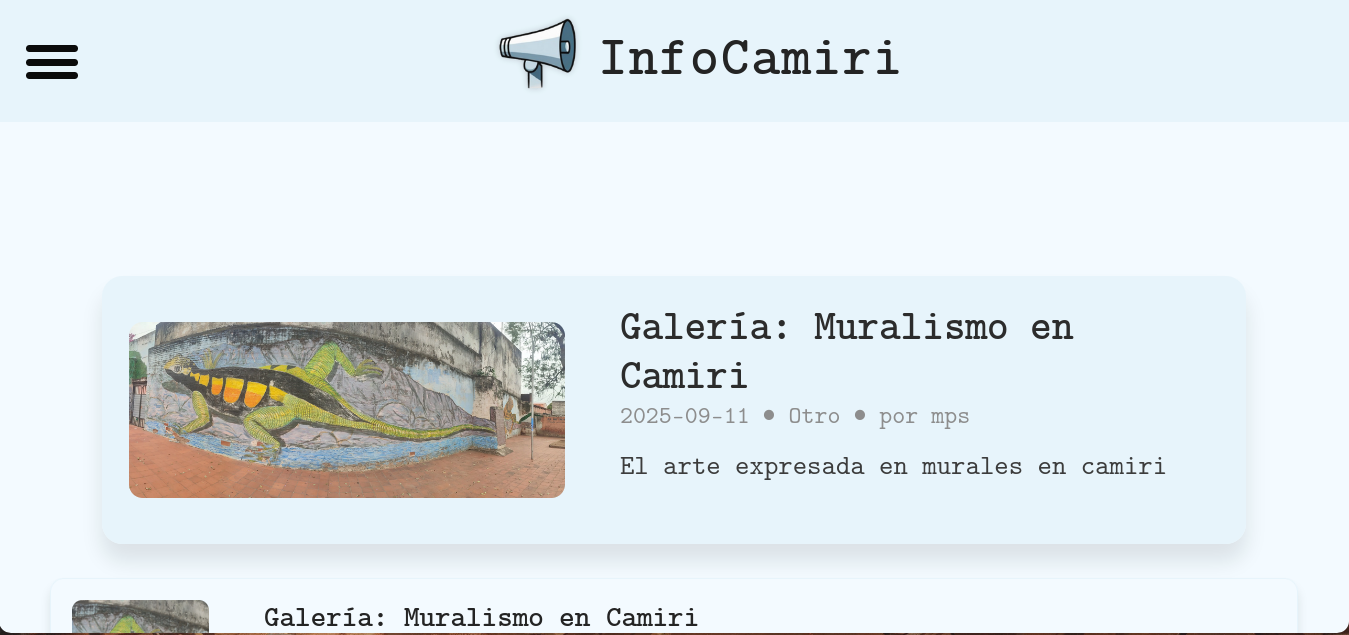 InfoCamiri
Galería: Muralismo en
Camiri
2025-09-11 • Otro • por mps
El arte expresada en murales en camiri
Galería: Muralismo en Camiri